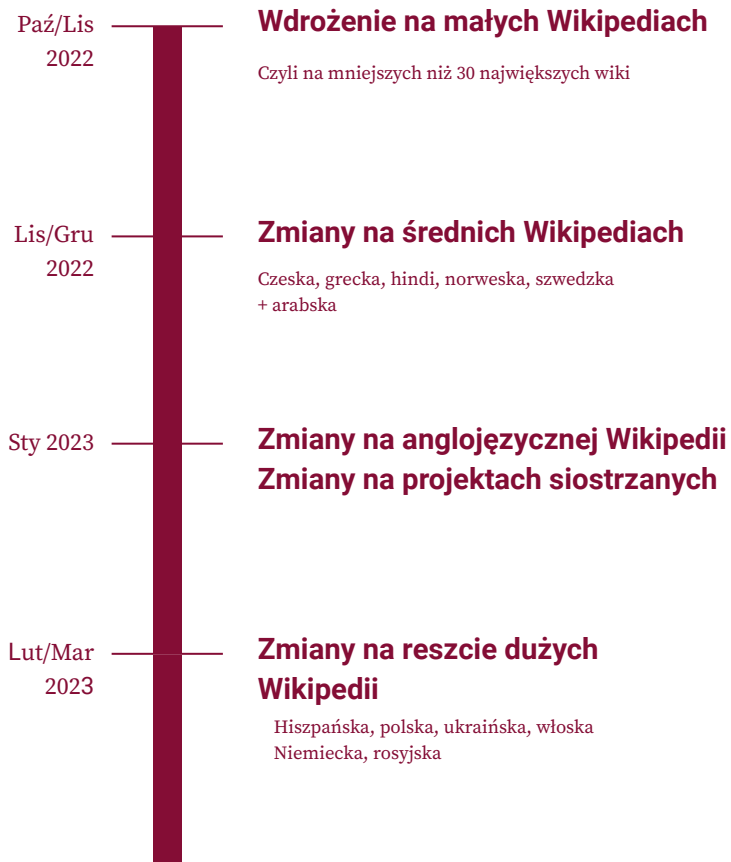 Paź/Lis
2022
Wdrożenie na małych Wikipediach
Czyli na mniejszych niż 30 największych wiki
Lis/Gru
2022
Zmiany na średnich Wikipediach
Czeska, grecka, hindi, norweska, szwedzka
+ arabska
Sty 2023
Zmiany na anglojęzycznej Wikipedii
Zmiany na projektach siostrzanych
Lut/Mar
2023
Zmiany na reszcie dużych
Wikipedii
Hiszpańska, polska, ukraińska, włoska
Niemiecka, rosyjska